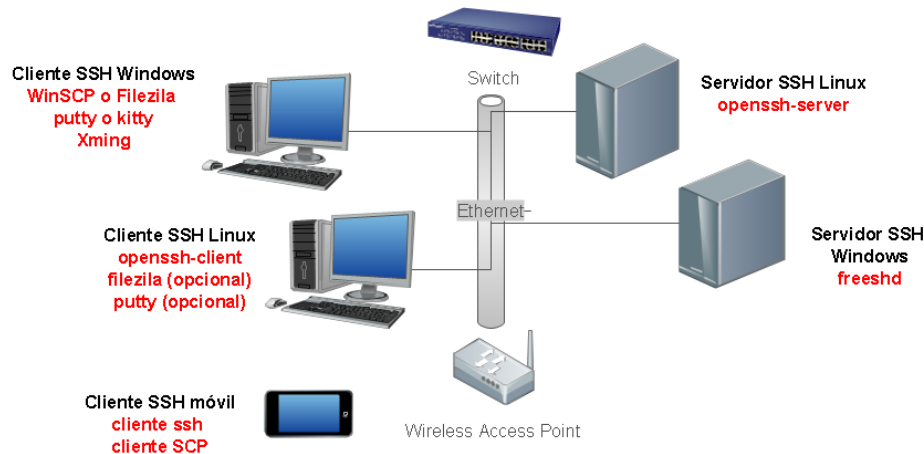 Switch
Cliente SSH Windows
WinSCP o Filezila
putty o kitty
Xming
Servidor SSH Linux
openssh-server
Ethernet
Cliente SSH Linux
openssh-client
filezila (opcional)
putty (opcional)
Servidor SSH
Windows
freeshd
Cliente SSH móvil
cliente ssh
cliente SCP
Wireless Access Point